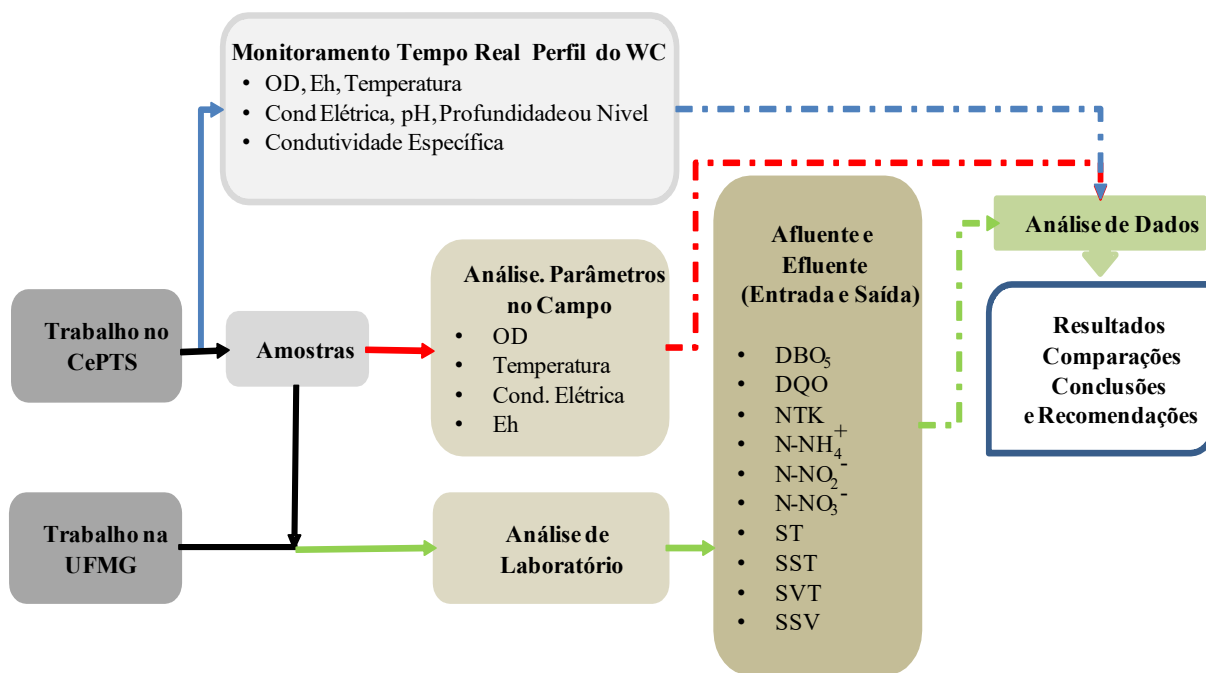 Monitoramento Tempo Real Perfil do WC
• OD, Eh, Temperatura
• Cond Elétrica, pH, Profundidade ou Nivel
• Condutividade Específica
Trabalho no
CePTS
Amostras
Análise. Parâmetros
no Campo
• OD
• Temperatura
• Cond. Elétrica
• Eh
Trabalho na
UFMG
Análise de
Laboratório
Afluente e
Efluente
(Entrada e Saída)
• DBO₅
• DQO
• NTK
• N-NH₄⁺
• N-NO₂⁻
• N-NO₃⁻
• ST
• SST
• SVT
• SSV
Análise de Dados
Resultados
Comparações
Conclusões
e Recomendações